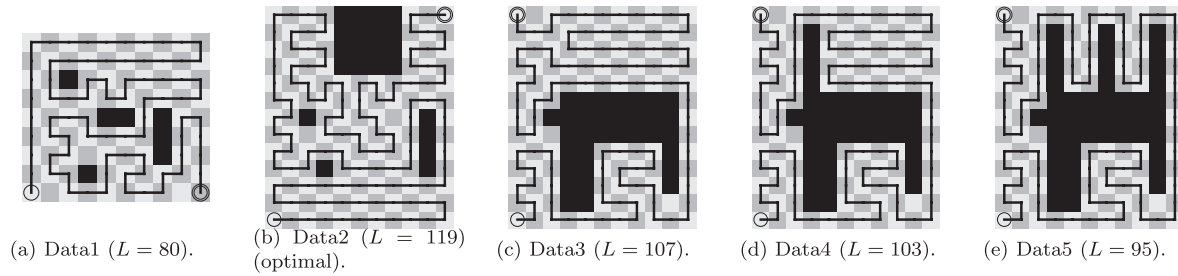 (a) Data1 (L = 80).
(b) Data2 (L = 119)
(optimal).
(c) Data3 (L = 107).
(d) Data4 (L = 103).
(e) Data5 (L = 95).